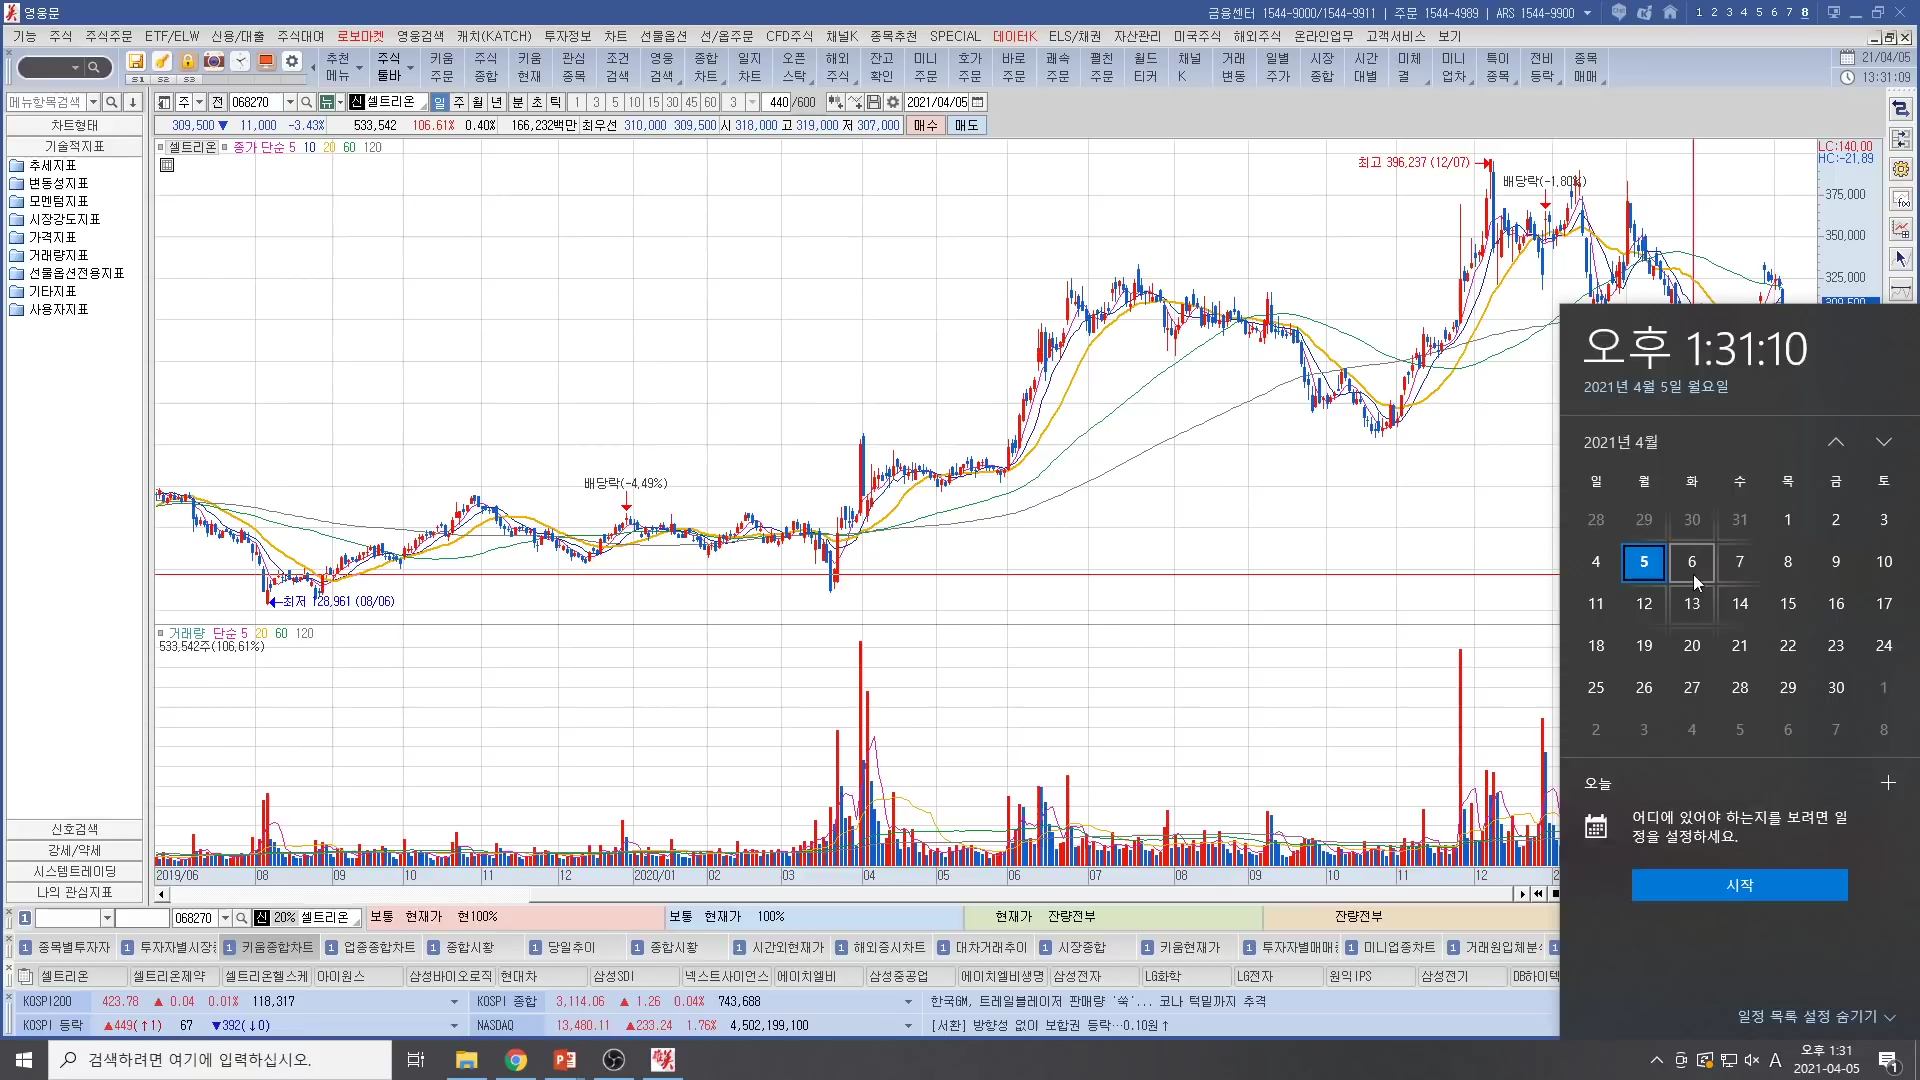 영웅문
금융센터 1544-9000/1544-9911 | 주문 1544-4989 | ARS 1544-9900
1 2 3 4 5 6 7 8
기능 주식 주식주문 ETF/ELW 신용/대출 주식대여 로보마켓 영웅검색 캐치(KATCH) 투자정보 차트 선물옵션 선/옵주문 CFD주식 채널K 종목추천 SPECIAL 데이터K ELS/채권 자산관리 미국주식 해외주식 온라인업무 고객서비스 보기
S1 S2 S3
추천 주식 키움 주식 키움 관심 조건 영웅 종합 일지 오픈 해외 잔고 미니 호가 바로 쾌속 펼친 월드 채널 거래 일별 시장 시간 미체 미니 특이 전비 종목
메뉴 툴바 주문 종합 현재 종목 검색 검색 차트 차트 스탁 주식 확인 주문 주문 주문 주문 주문 티커 K 변동 주가 종합 대별 결 업차 종목 등락 매매
21/04/05
13:31:09
메뉴항목검색
주 전 068270 뉴 신 셀트리온 일 주 월 년 분 초 틱 1 3 5 10 15 30 45 60 3 440 /600 2021/04/05
309,500 ▼ 11,000 -3.43% 533,542 106.61% 0.40% 166,232백만 최우선 310,000 309,500 시 318,000 고 319,000 저 307,000 매수 매도
차트형태
기술적지표
추세지표
변동성지표
모멘텀지표
시장강도지표
가격지표
거래량지표
선물옵션전용지표
기타지표
사용자지표
신호검색
강세/약세
시스템트레이딩
나의 관심지표
셀트리온 종가 단순 5 10 20 60 120
최고 396,237 (12/07)
배당락(-1.80%)
배당락(-4.49%)
최저 128,961 (08/06)
LC:140,00
HC:-21,89
375,000
350,000
325,000
309,500
거래량 단순 5 20 60 120
533,542주(106,61%)
2019/06 08 09 10 11 12 2020/01 02 03 04 05 06 07 08 09 10 11 12
오후 1:31:10
2021년 4월 5일 월요일
2021년 4월
일 월 화 수 목 금 토
28 29 30 31 1 2 3
4 5 6 7 8 9 10
11 12 13 14 15 16 17
18 19 20 21 22 23 24
25 26 27 28 29 30 1
2 3 4 5 6 7 8
오늘
어디에 있어야 하는지를 보려면 일
정을 설정하세요.
시작
일정 목록 설정 숨기기
1 068270 신 20% 셀트리온 보통 현재가 현100% 보통 현재가 100% 현재가 잔량전부 잔량전부
1 종목별투자자 1 투자자별시장 1 키움종합차트 1 업종종합차트 1 종합시황 1 당일추이 1 종합시황 1 시간외현재가 1 해외증시차트 1 대차거래추이 1 시장종합 1 키움현재가 1 투자자별매매 1 미니업종차트 1 거래원입체분 1
셀트리온 셀트리온제약 셀트리온헬스케 아이원스 삼성바이오로직 현대차 삼성SDI 넥스트사이언스 에이치엘비 삼성중공업 에이치엘비생명 삼성전자 LG화학 LG전자 원익IPS 삼성전기 DB하이텍
KOSPI200 423.78 ▲ 0.04 0.01% 118,317 KOSPI 종합 3,114.06 ▲ 1.26 0.04% 743,688 한국GM, 트레일블레이저 판매량 '쑥'... 코나 턱밑까지 추격
KOSPI 등락 ▲449(↑1) 67 ▼392(↓0) NASDAQ 13,480.11 ▲233.24 1.76% 4,502,199,100 [서환] 방향성 없이 보합권 등락…0.10원↑
검색하려면 여기에 입력하십시오.
A 오후 1:31
2021-04-05
1